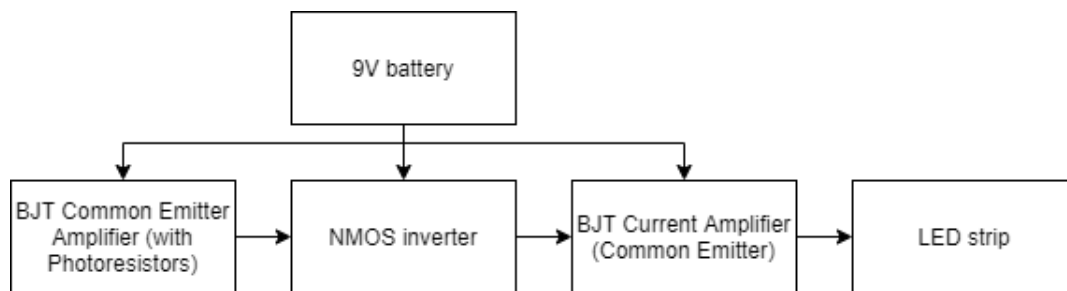 9V battery
BJT Common Emitter
Amplifier (with
Photoresistors)
NMOS inverter
BJT Current Amplifier
(Common Emitter)
LED strip